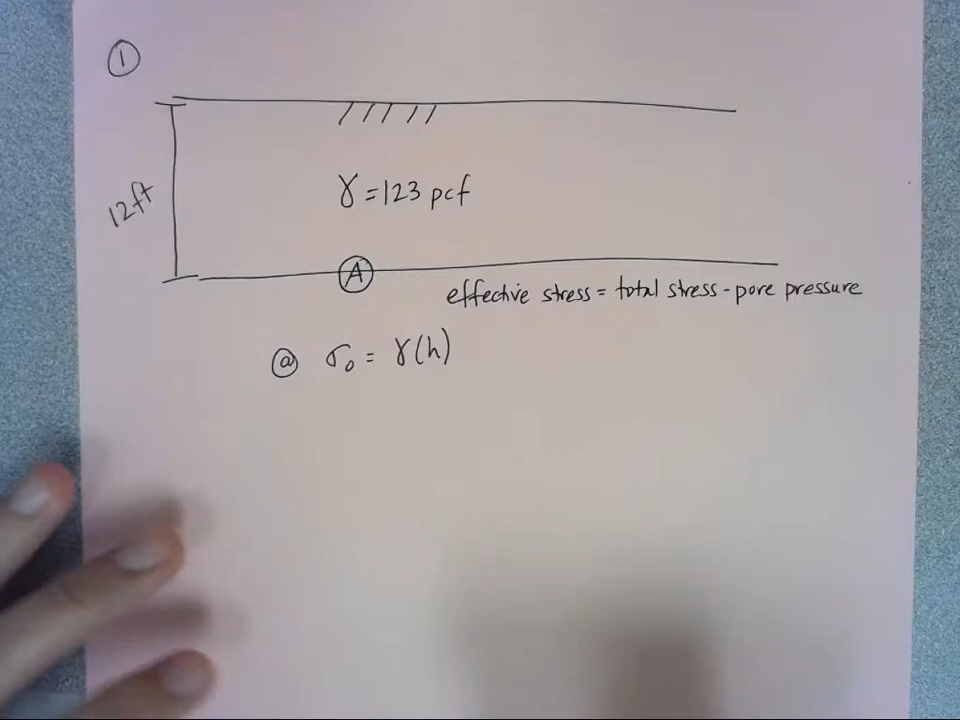 ①
12ft
γ = 123 pcf
Ⓐ
effective stress = total stress - pore pressure
ⓐ σ₀ = γ(h)